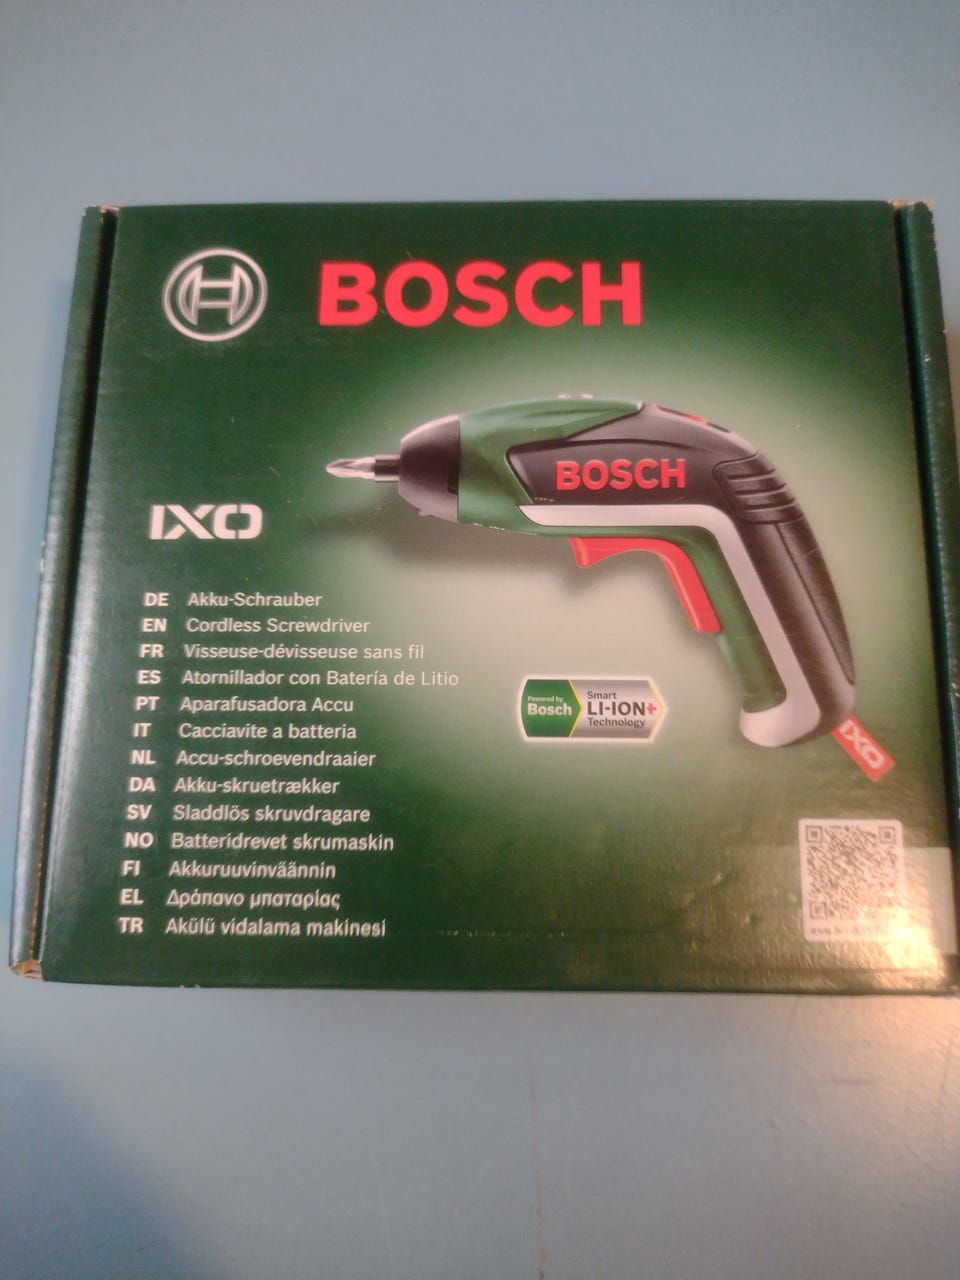 BOSCH
BOSCH
IXO
DE Akku-Schrauber
EN Cordless Screwdriver
FR Visseuse-dévisseuse sans fil
ES Atornillador con Batería de Litio
PT Aparafusadora Accu
IT Cacciavite a batteria
NL Accu-schroevendraaier
DA Akku-skruetrækker
SV Sladdlös skruvdragare
NO Batteridrevet skrumaskin
FI Akkuruuvinväännin
EL Δράπανο μπαταρίας
TR Akülü vidalama makinesi
Powered by
Bosch
Smart
LI-ION+
Technology
IXO